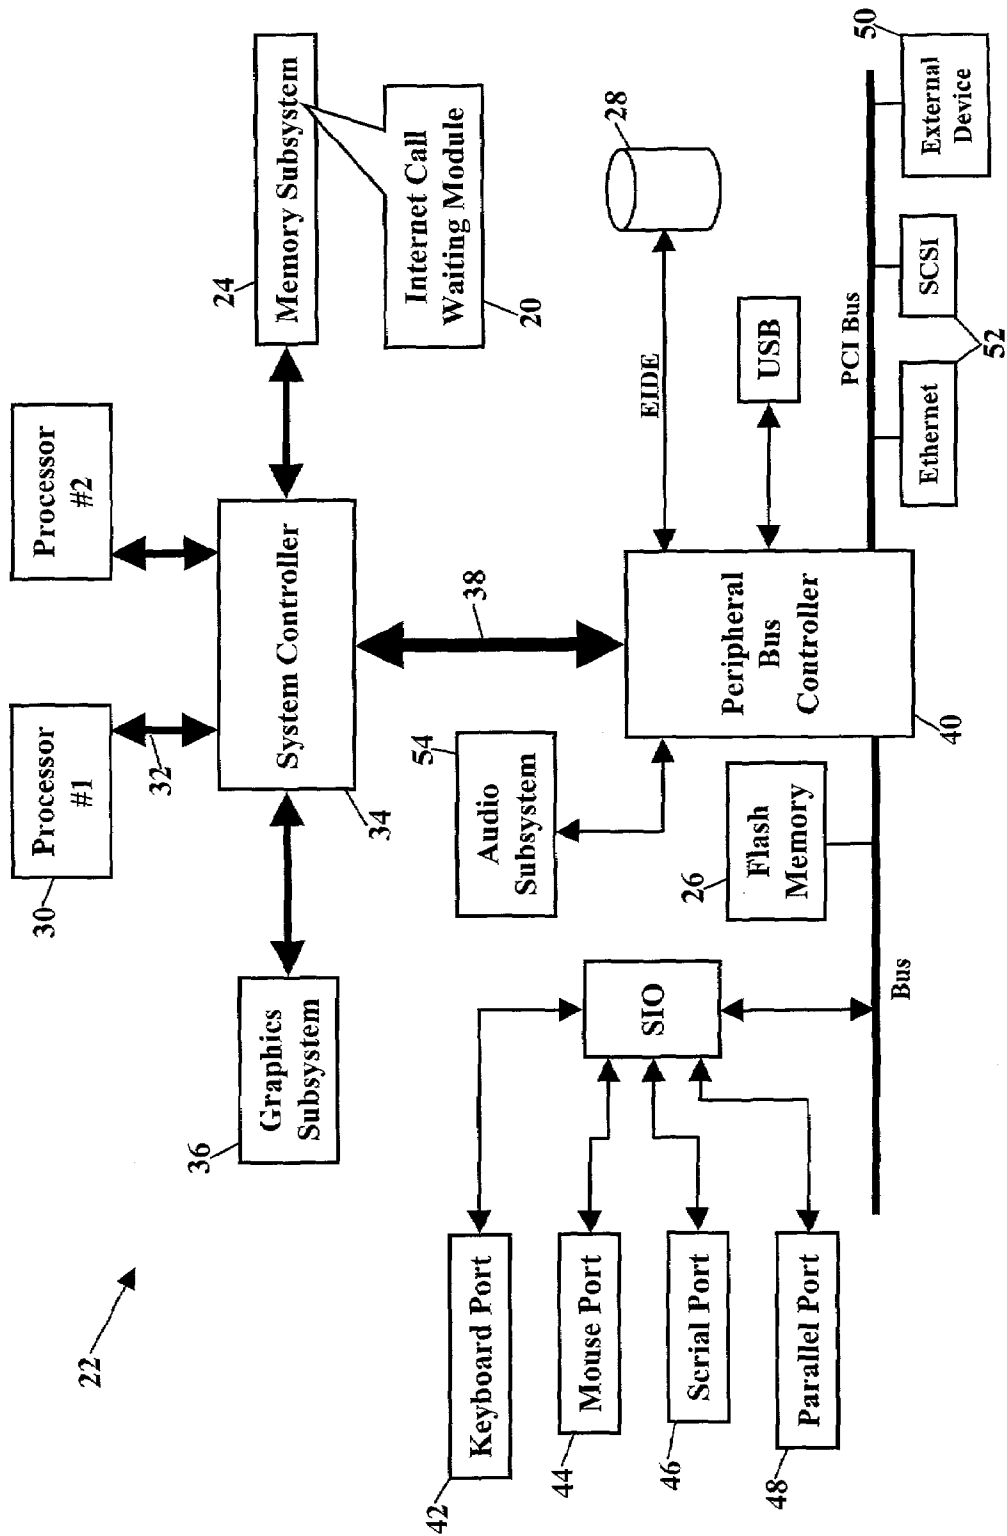 22
30
Processor
#1
32
Processor
#2
36
Graphics
Subsystem
34
System Controller
24
Memory Subsystem
Internet Call
Waiting Module
20
38
42
Keyboard Port
44
Mouse Port
46
Serial Port
48
Parallel Port
SIO
54
Audio
Subsystem
26
Flash
Memory
Peripheral
Bus
Controller
40
EIDE
28
USB
Bus
PCI Bus
Ethernet
SCSI
52
External
Device
50